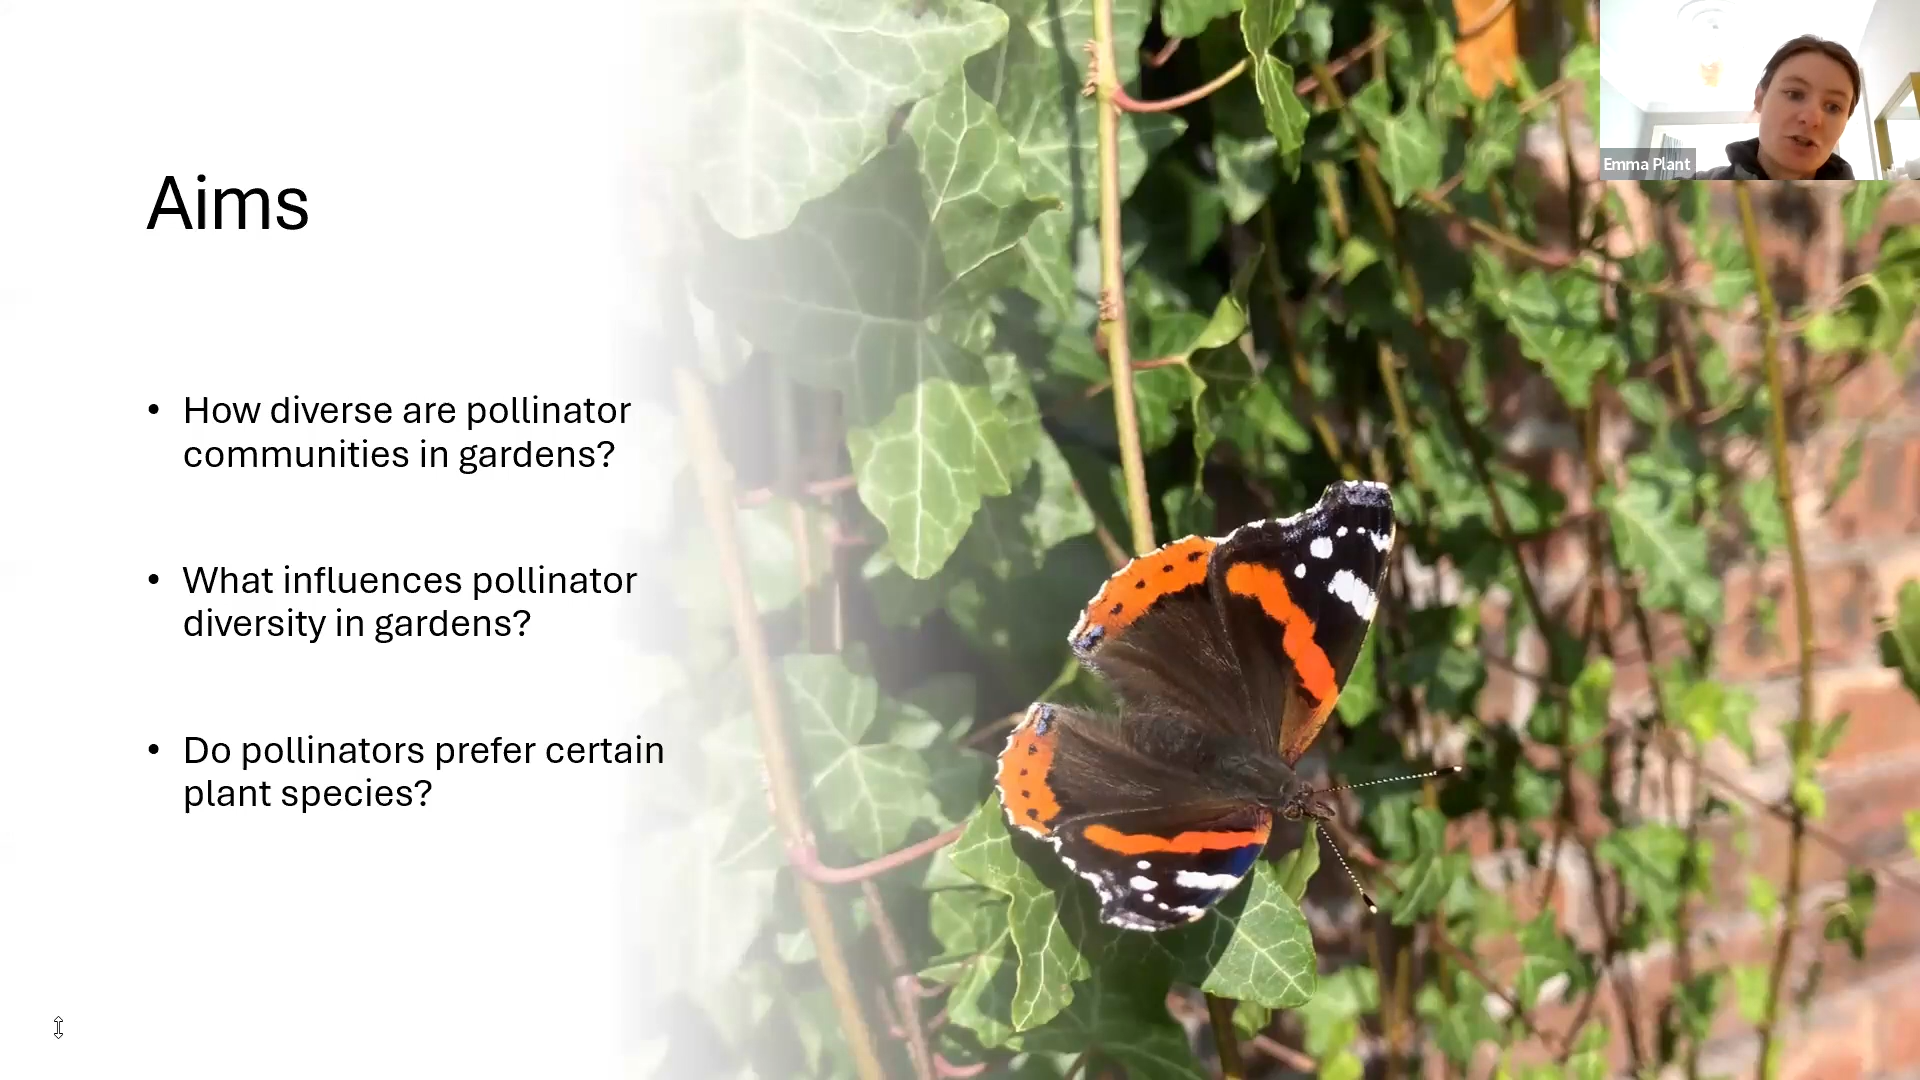 Emma Plant
Aims
• How diverse are pollinator
communities in gardens?
• What influences pollinator
diversity in gardens?
• Do pollinators prefer certain
plant species?